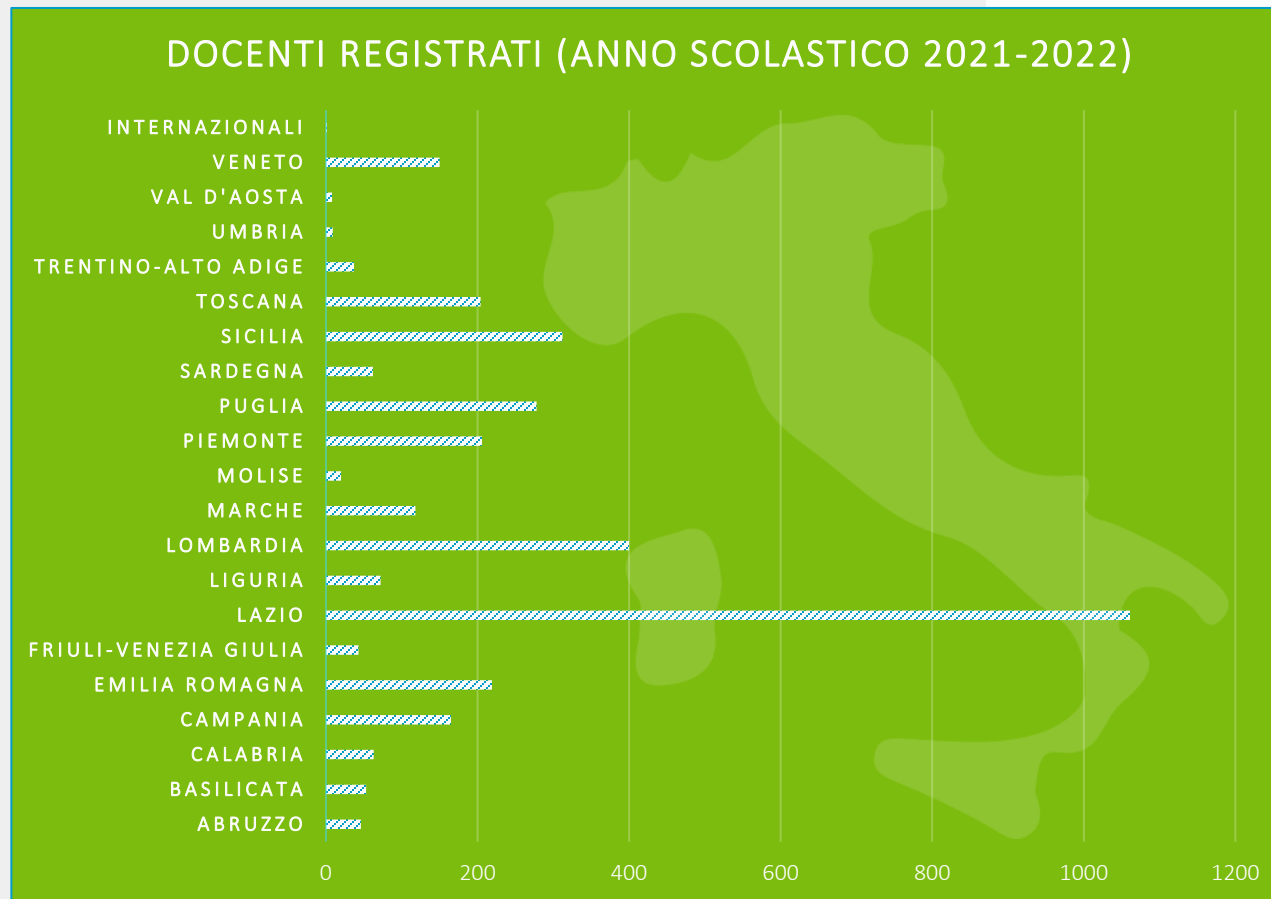 DOCENTI REGISTRATI (ANNO SCOLASTICO 2021-2022)
INTERNAZIONALI
VENETO
VAL D'AOSTA
UMBRIA
TRENTINO-ALTO ADIGE
TOSCANA
SICILIA
SARDEGNA
PUGLIA
PIEMONTE
MOLISE
MARCHE
LOMBARDIA
LIGURIA
LAZIO
FRIULI-VENEZIA GIULIA
EMILIA ROMAGNA
CAMPANIA
CALABRIA
BASILICATA
ABRUZZO
0 200 400 600 800 1000 1200